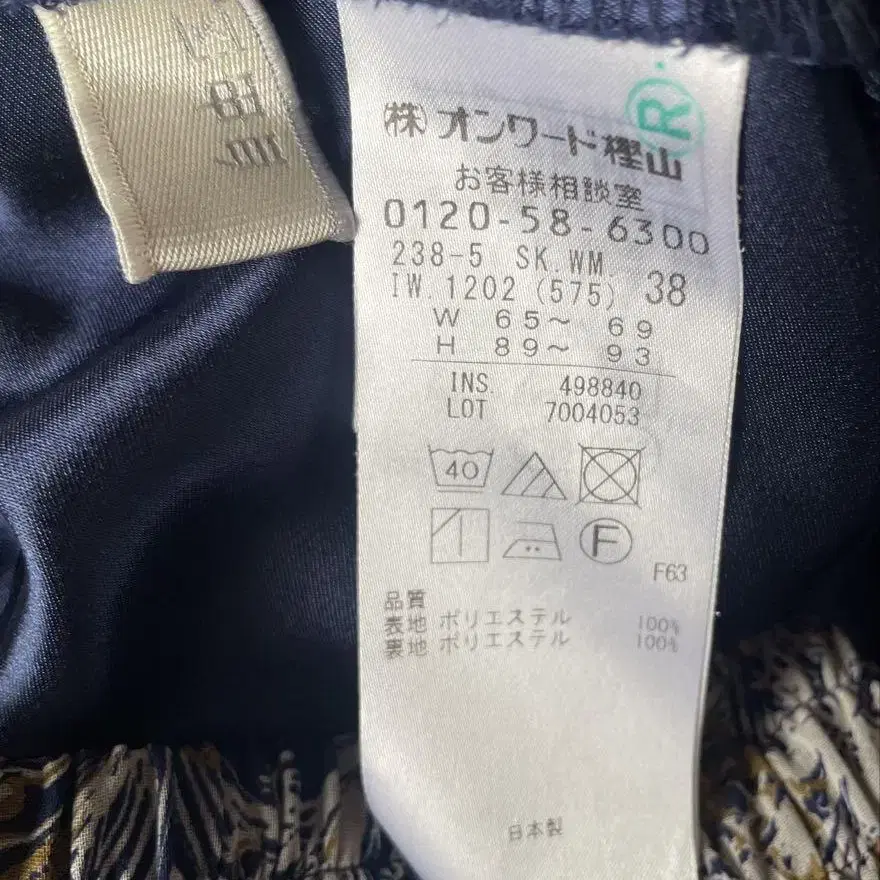 Ⓡ
㈱オンワード樫山
お客様相談室
0120-58-6300
238-5 SK.WM.
IW.1202 (575) 38
W 65～ 69
H 89～ 93
INS. 498840
LOT 7004053
40
F
F63
品質
表地 ポリエステル 100%
裏地 ポリエステル 100%
日本製